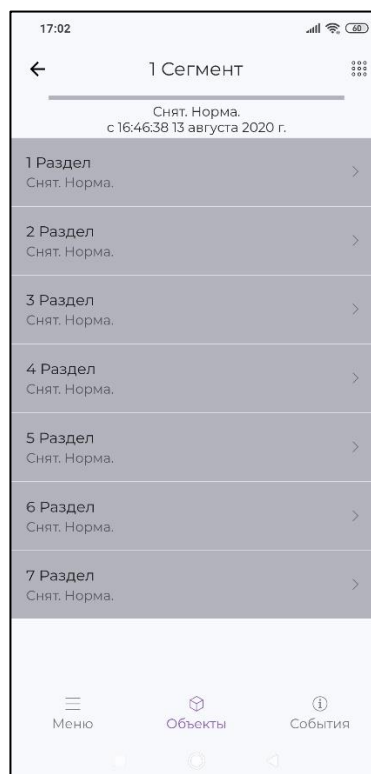 17:02
60
1 Сегмент
Снят. Норма.
с 16:46:38 13 августа 2020 г.
1 Раздел
Снят. Норма.
2 Раздел
Снят. Норма.
3 Раздел
Снят. Норма.
4 Раздел
Снят. Норма.
5 Раздел
Снят. Норма.
6 Раздел
Снят. Норма.
7 Раздел
Снят. Норма.
Меню
Объекты
События